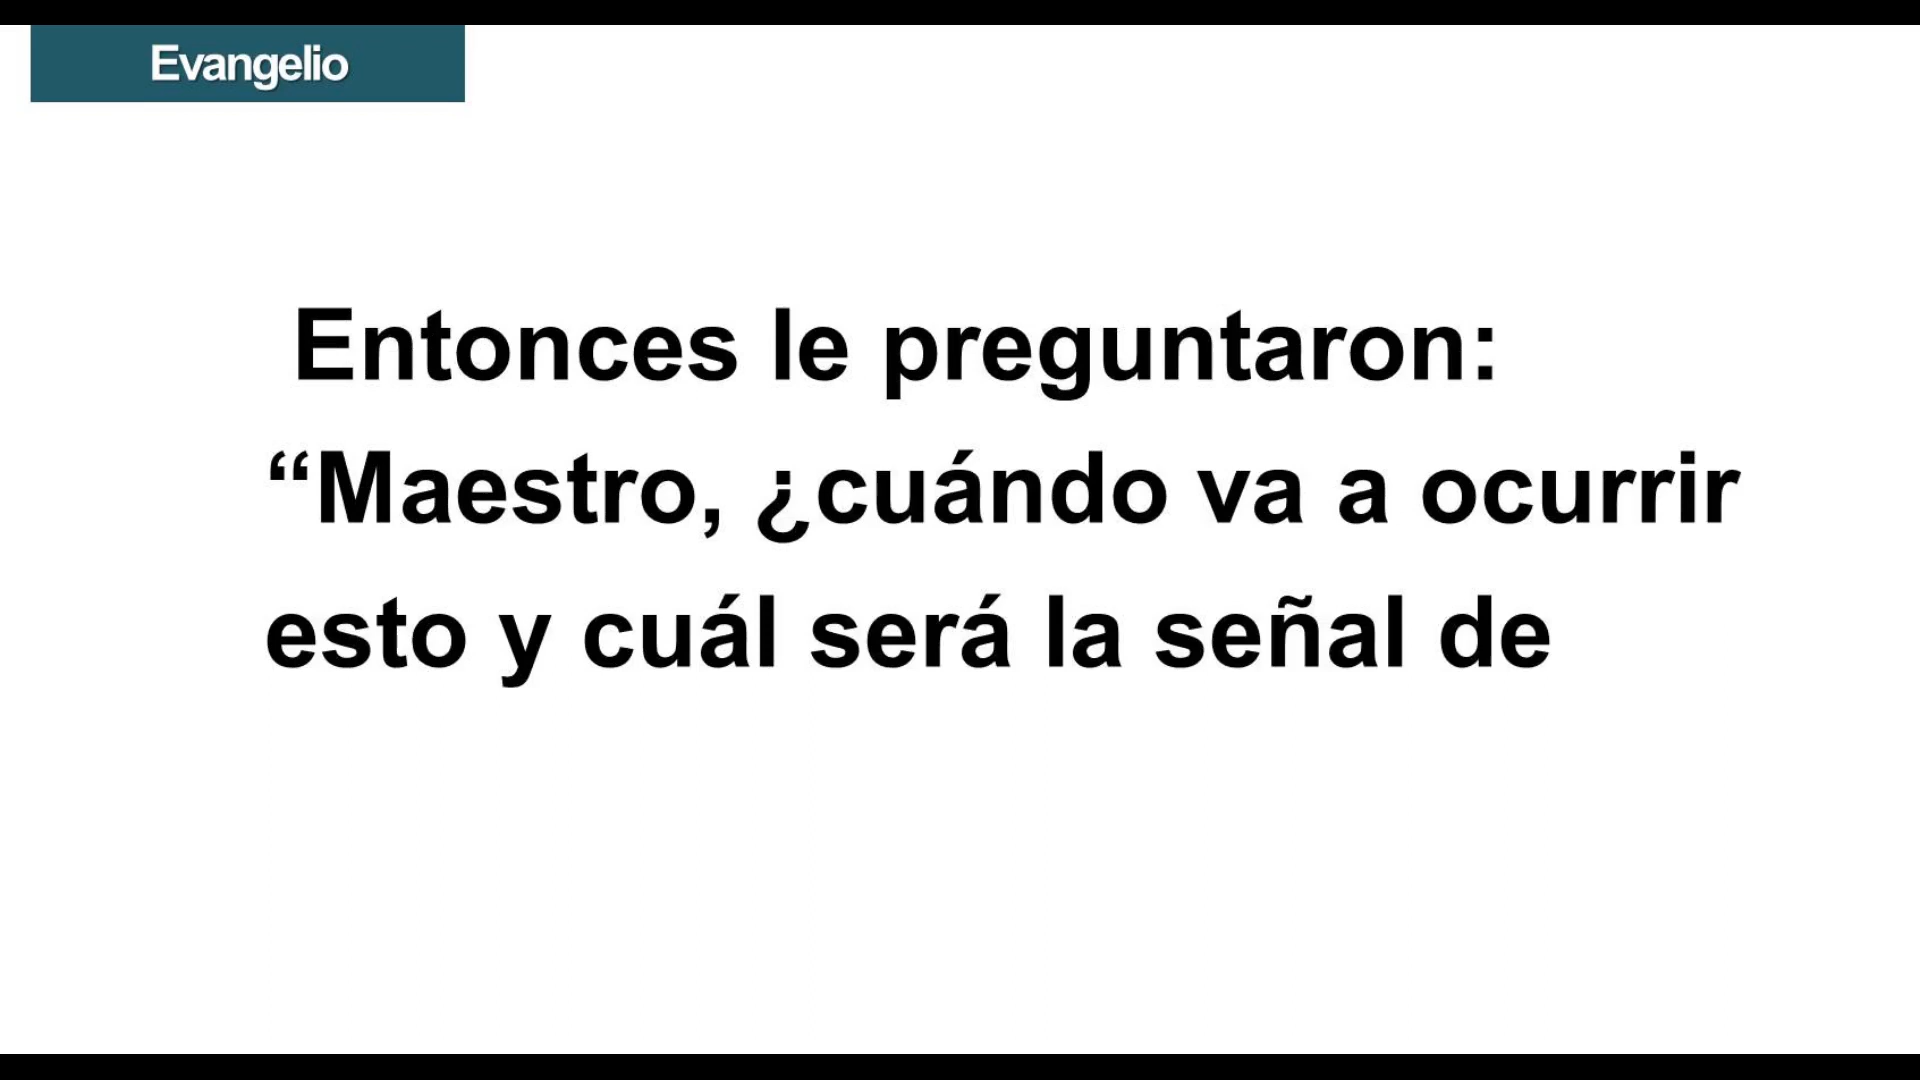 Evangelio
Entonces le preguntaron:
“Maestro, ¿cuándo va a ocurrir
esto y cuál será la señal de